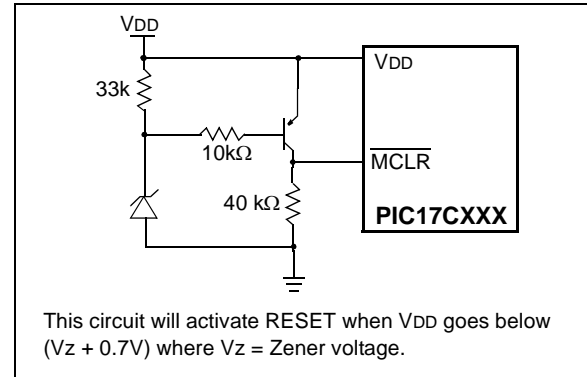 VDD
VDD
33k
10kΩ
MCLR
40 kΩ
PIC17CXXX
This circuit will activate RESET when VDD goes below
(Vz + 0.7V) where Vz = Zener voltage.